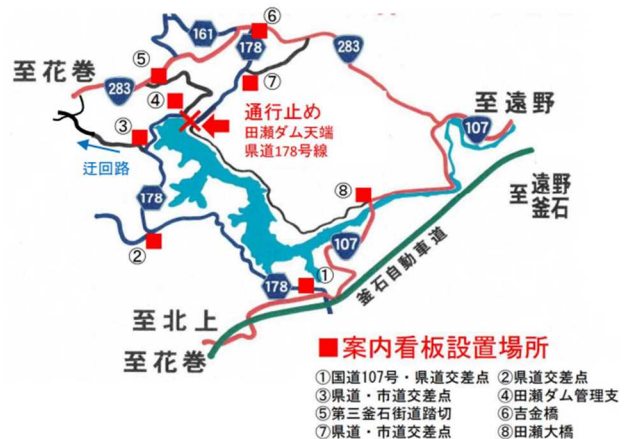 ⑥
161
178
283
⑤
⑦
至花巻
283
④
通行止め
田瀬ダム天端
県道178号線
至遠野
107
③
迂回路
⑧
至 遠野
釜石
178
②
107
釜石自動車道
①
178
至北上
至花巻
■案内看板設置場所
①国道107号・県道交差点 ②県道交差点
③県道・市道交差点 ④田瀬ダム管理支
⑤第三釜石街道踏切 ⑥吉金橋
⑦県道・市道交差点 ⑧田瀬大橋